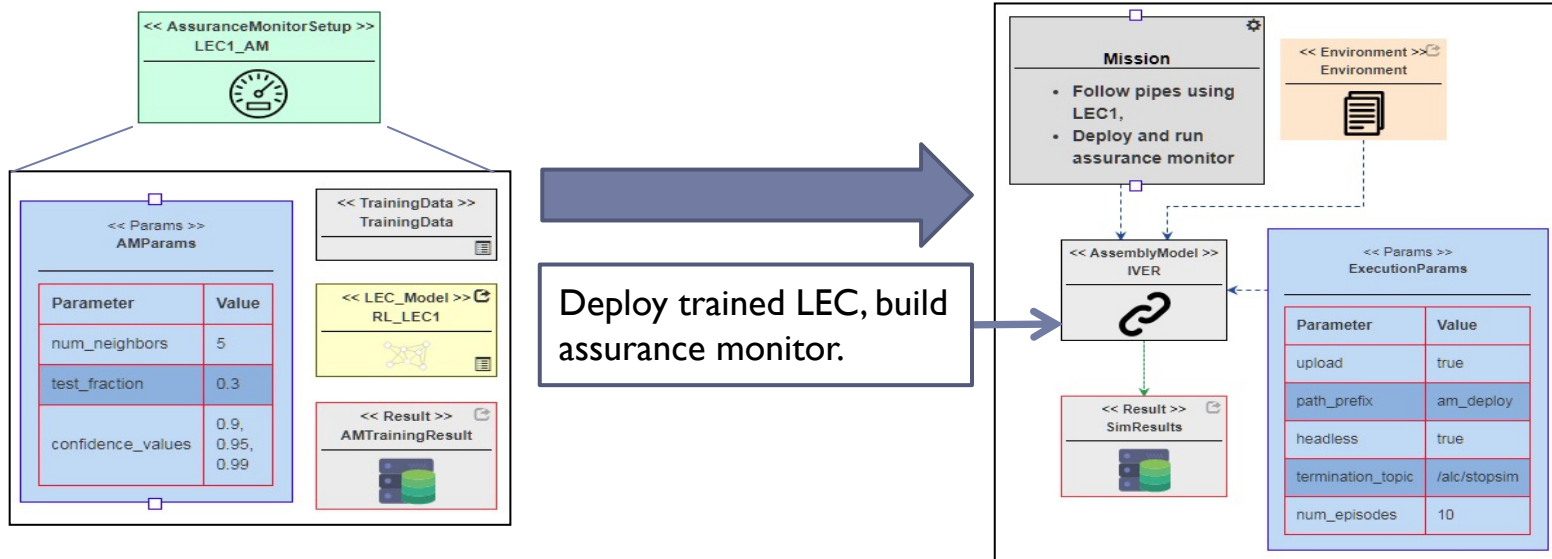 << AssuranceMonitorSetup >>
LEC1_AM
<< Params >>
AMParams
Parameter Value
num_neighbors 5
test_fraction 0.3
confidence_values 0.9,
0.95,
0.99
<< TrainingData >>
TrainingData
<< LEC_Model >>
RL_LEC1
<< Result >>
AMTrainingResult
Deploy trained LEC, build
assurance monitor.
Mission
• Follow pipes using
LEC1,
• Deploy and run
assurance monitor
<< Environment >>
Environment
<< AssemblyModel >>
IVER
<< Result >>
SimResults
<< Params >>
ExecutionParams
Parameter Value
upload true
path_prefix am_deploy
headless true
termination_topic /alc/stopsim
num_episodes 10